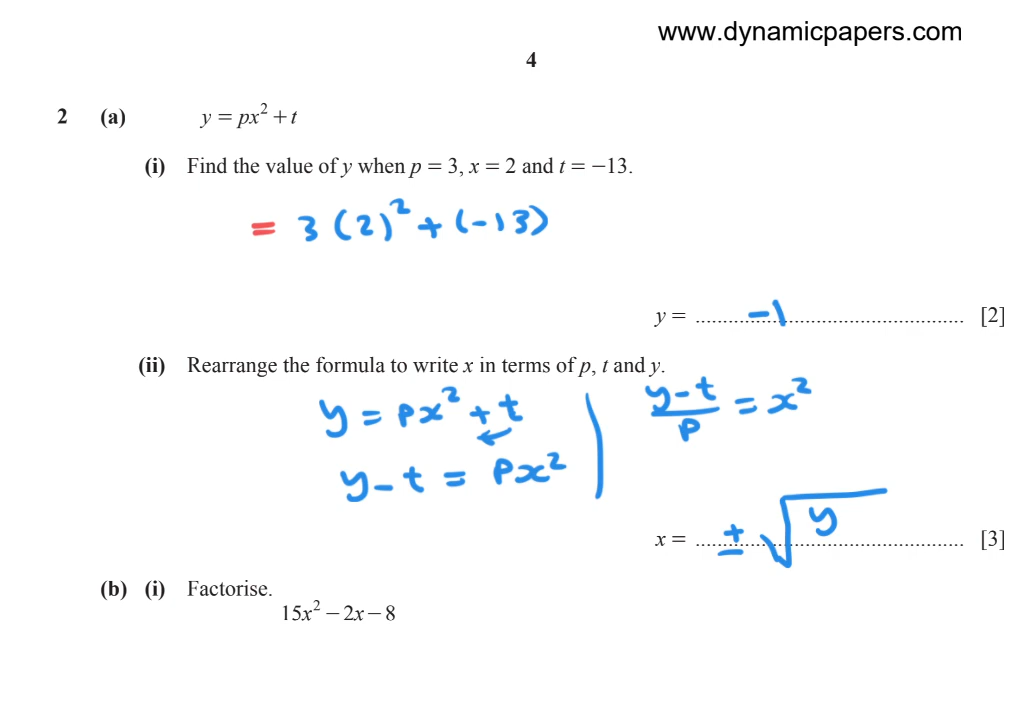 www.dynamicpapers.com
4
2 (a) y = px² + t
(i) Find the value of y when p = 3, x = 2 and t = −13.
= 3 (2)² + (-13)
y = ........ -1 ........ [2]
(ii) Rearrange the formula to write x in terms of p, t and y.
y = px² + t
y - t = px²
y-t/p = x²
x = ........ ± √y ........ [3]
(b) (i) Factorise.
15x² − 2x − 8